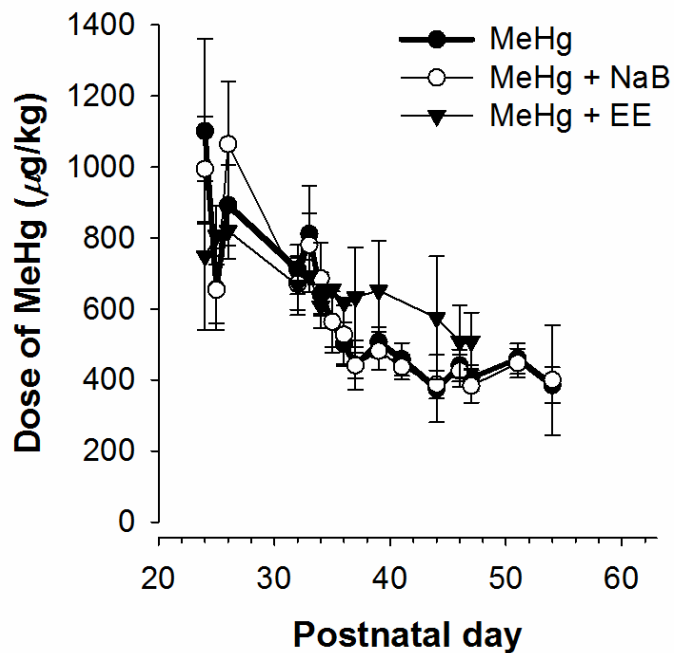 MeHg
MeHg + NaB
MeHg + EE
Dose of MeHg (µg/kg)
1400
1200
1000
800
600
400
200
0
20 30 40 50 60
Postnatal day